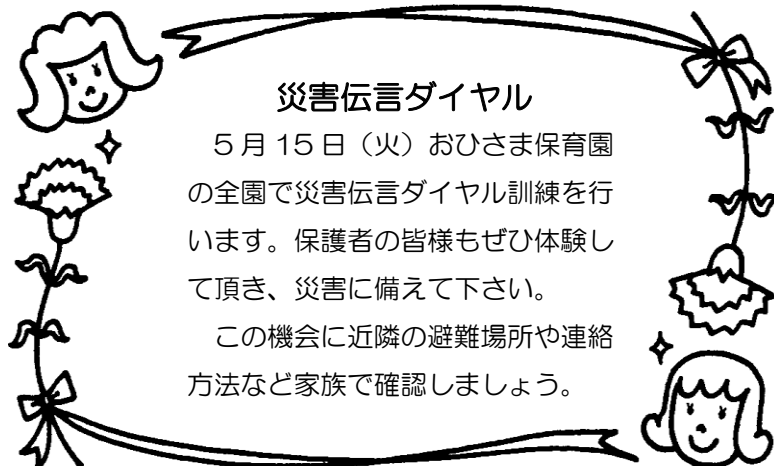 災害伝言ダイヤル
　５月 15 日（火）おひさま保育園
の全園で災害伝言ダイヤル訓練を行
います。保護者の皆様もぜひ体験し
て頂き、災害に備えて下さい。
　この機会に近隣の避難場所や連絡
方法など家族で確認しましょう。